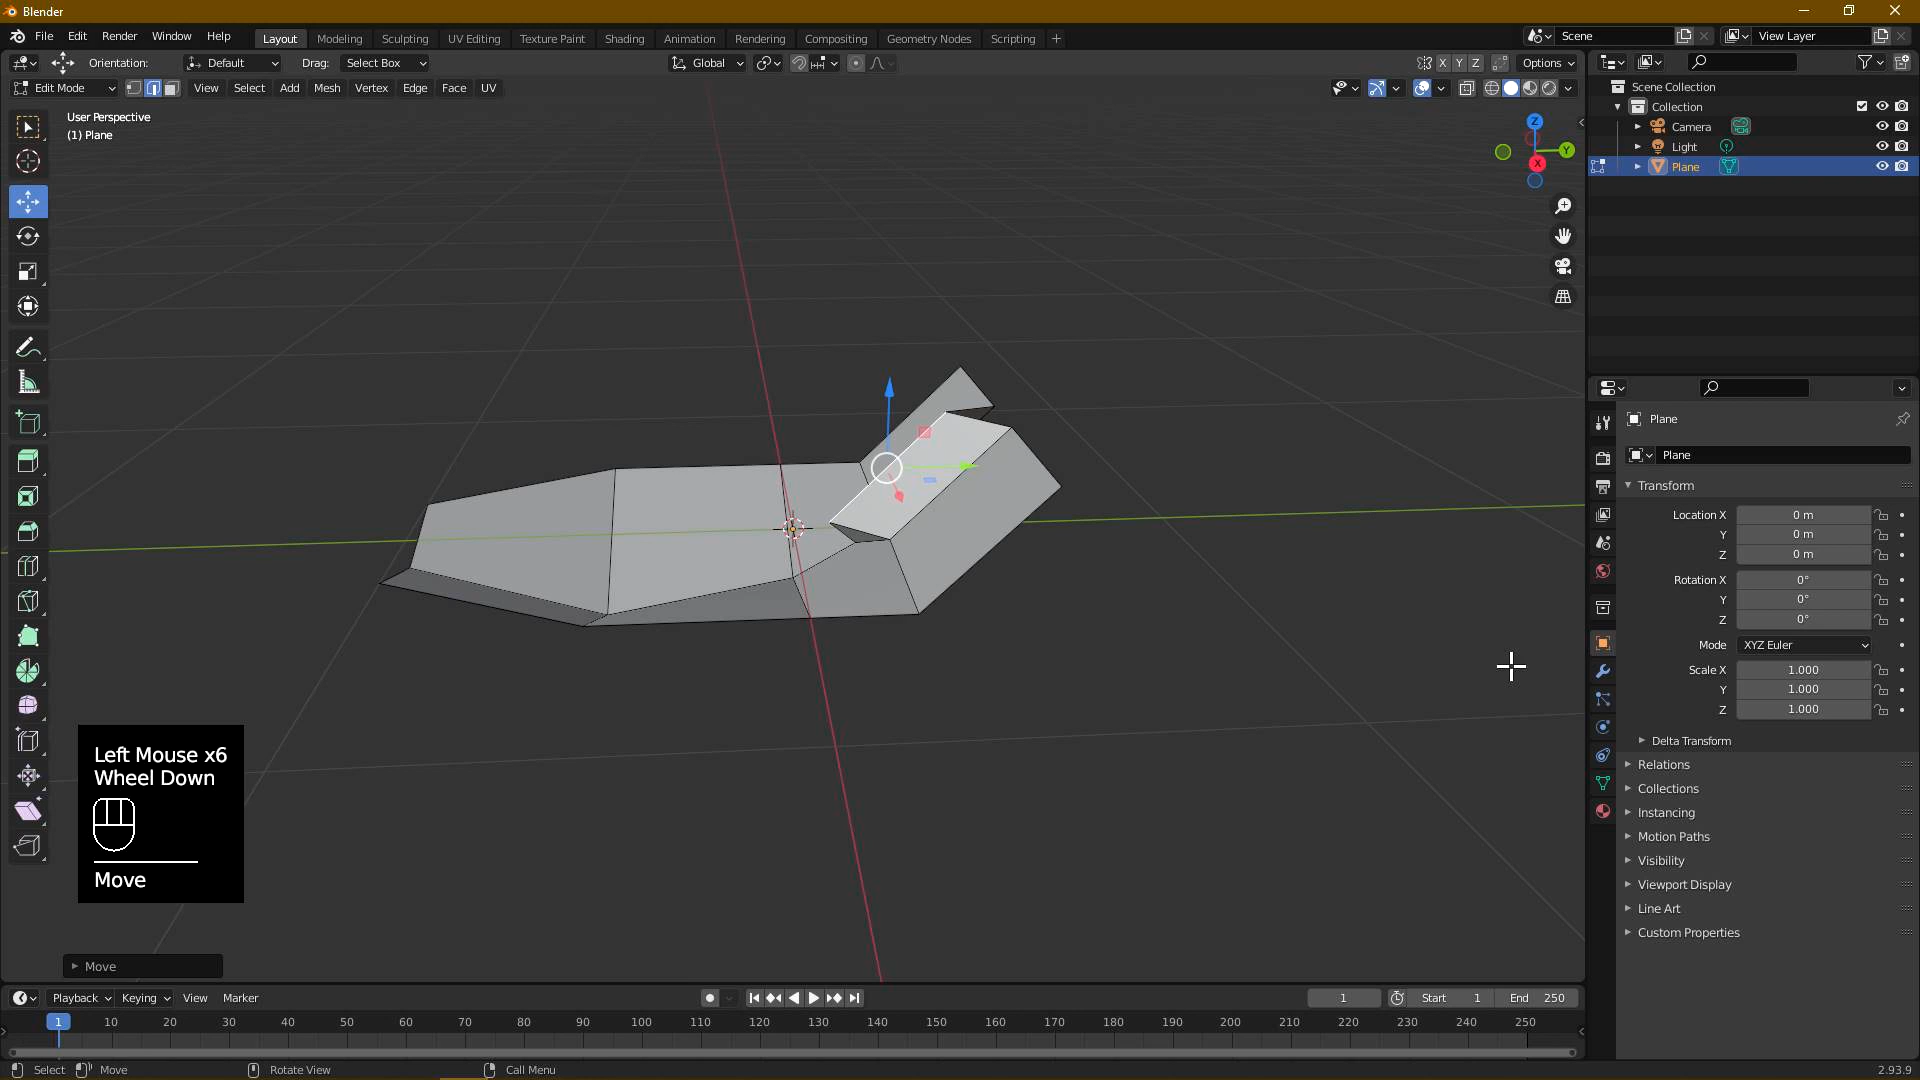 Blender
File Edit Render Window Help
Layout Modeling Sculpting UV Editing Texture Paint Shading Animation Rendering Compositing Geometry Nodes Scripting +
Scene
View Layer
Orientation: Default Drag: Select Box
Global
X Y Z
Options
Edit Mode View Select Add Mesh Vertex Edge Face UV
User Perspective
(1) Plane
Z
Y
X
Scene Collection
Collection
Camera
Light
Plane
Plane
Plane
Transform
Location X 0 m
Y 0 m
Z 0 m
Rotation X 0°
Y 0°
Z 0°
Mode XYZ Euler
Scale X 1.000
Y 1.000
Z 1.000
Delta Transform
Relations
Collections
Instancing
Motion Paths
Visibility
Viewport Display
Line Art
Custom Properties
Left Mouse x6
Wheel Down
Move
Move
Playback Keying View Marker
1
Start 1
End 250
1 10 20 30 40 50 60 70 80 90 100 110 120 130 140 150 160 170 180 190 200 210 220 230 240 250
Select Move Rotate View Call Menu
2.93.9